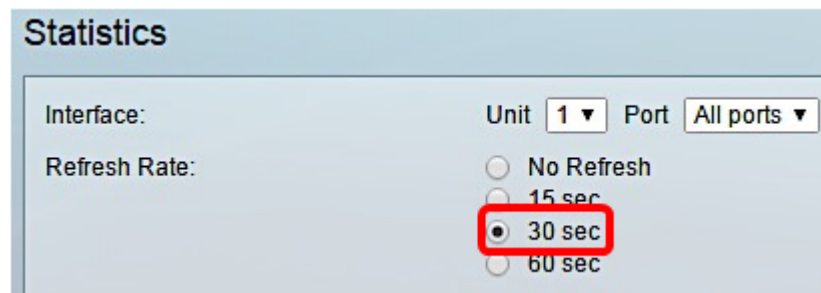 Statistics
Interface: Unit 1 Port All ports
Refresh Rate: No Refresh
15 sec
30 sec
60 sec